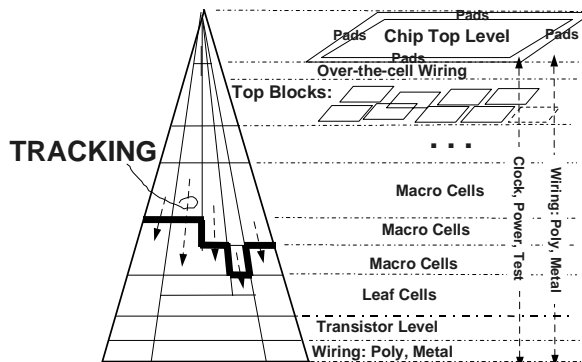 Pads
Pads Chip Top Level Pads
Pads
Over-the-cell Wiring
Top Blocks:
TRACKING
. . .
Macro Cells
Macro Cells
Macro Cells
Leaf Cells
Transistor Level
Wiring: Poly, Metal
Clock, Power, Test
Wiring: Poly, Metal